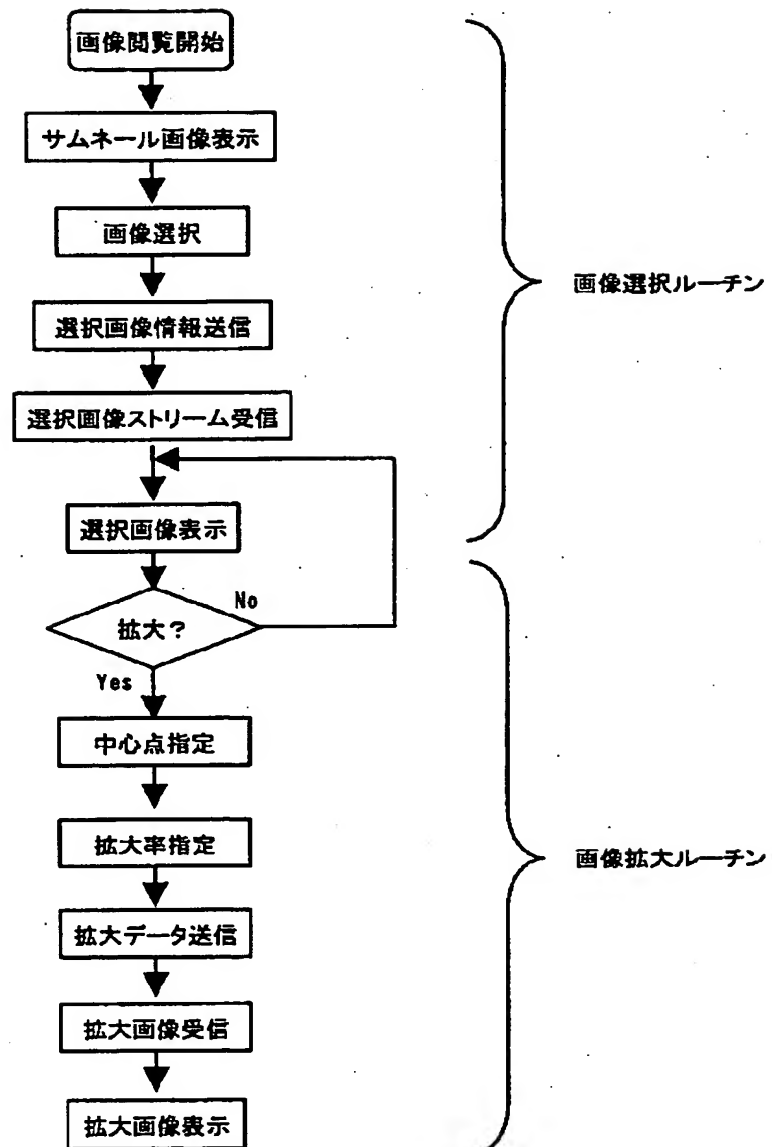 画像閲覧開始
サムネール画像表示
画像選択
選択画像情報送信
選択画像ストリーム受信
選択画像表示
拡大？
No
Yes
中心点指定
拡大率指定
拡大データ送信
拡大画像受信
拡大画像表示
画像選択ルーチン
画像拡大ルーチン